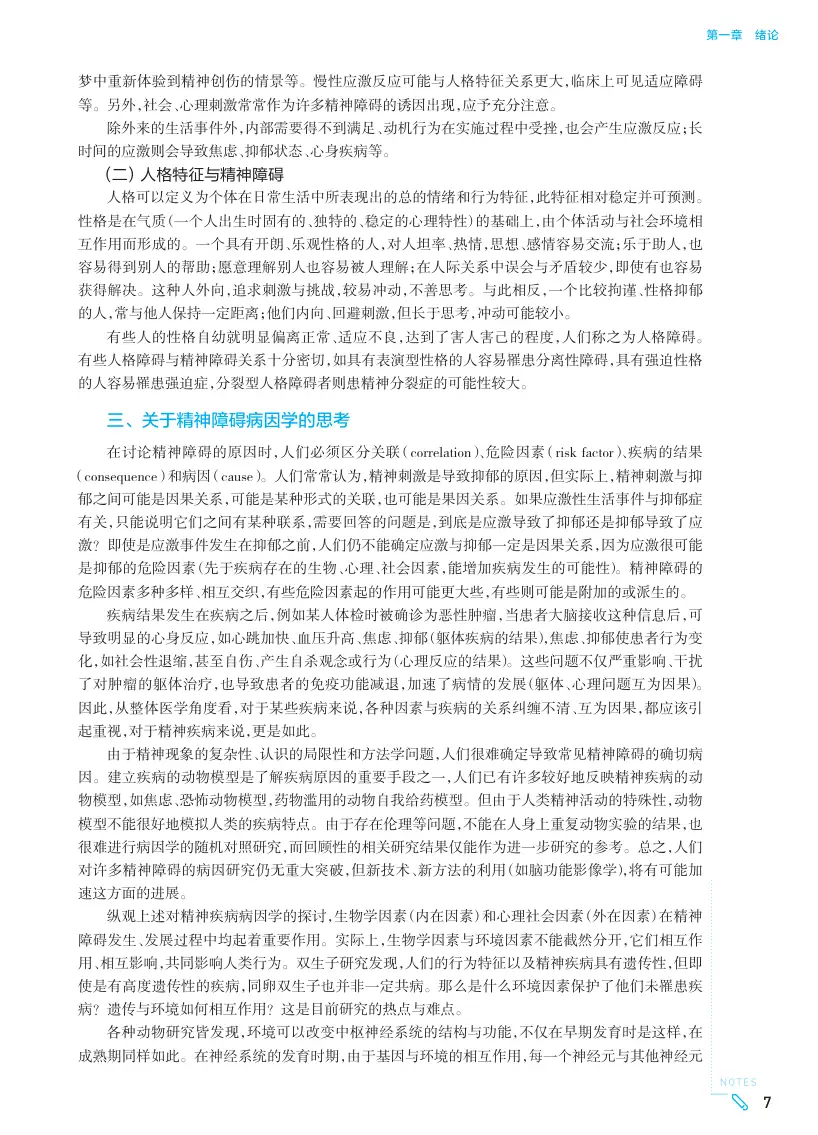 第一章 绪论
梦中重新体验到精神创伤的情景等。慢性应激反应可能与人格特征关系更大,临床上可见适应障碍
等。另外,社会、心理刺激常常作为许多精神障碍的诱因出现,应予充分注意。
除外来的生活事件外,内部需要得不到满足、动机行为在实施过程中受挫,也会产生应激反应;长
时间的应激则会导致焦虑、抑郁状态、心身疾病等。
（二）人格特征与精神障碍
人格可以定义为个体在日常生活中所表现出的总的情绪和行为特征,此特征相对稳定并可预测。
性格是在气质(一个人出生时固有的、独特的、稳定的心理特性)的基础上,由个体活动与社会环境相
互作用而形成的。一个具有开朗、乐观性格的人,对人坦率、热情,思想、感情容易交流;乐于助人,也
容易得到别人的帮助;愿意理解别人也容易被人理解;在人际关系中误会与矛盾较少,即使有也容易
获得解决。这种人外向,追求刺激与挑战,较易冲动,不善思考。与此相反,一个比较拘谨、性格抑郁
的人,常与他人保持一定距离;他们内向、回避刺激,但长于思考,冲动可能较小。
有些人的性格自幼就明显偏离正常、适应不良,达到了害人害己的程度,人们称之为人格障碍。
有些人格障碍与精神障碍关系十分密切,如具有表演型性格的人容易罹患分离性障碍,具有强迫性格
的人容易罹患强迫症,分裂型人格障碍者则患精神分裂症的可能性较大。
三、关于精神障碍病因学的思考
在讨论精神障碍的原因时,人们必须区分关联(correlation)、危险因素(risk factor)、疾病的结果
(consequence)和病因(cause)。人们常常认为,精神刺激是导致抑郁的原因,但实际上,精神刺激与抑
郁之间可能是因果关系,可能是某种形式的关联,也可能是果因关系。如果应激性生活事件与抑郁症
有关,只能说明它们之间有某种联系,需要回答的问题是,到底是应激导致了抑郁还是抑郁导致了应
激？即使是应激事件发生在抑郁之前,人们仍不能确定应激与抑郁一定是因果关系,因为应激很可能
是抑郁的危险因素(先于疾病存在的生物、心理、社会因素,能增加疾病发生的可能性)。精神障碍的
危险因素多种多样、相互交织,有些危险因素起的作用可能更大些,有些则可能是附加的或派生的。
疾病结果发生在疾病之后,例如某人体检时被确诊为恶性肿瘤,当患者大脑接收这种信息后,可
导致明显的心身反应,如心跳加快、血压升高、焦虑、抑郁(躯体疾病的结果),焦虑、抑郁使患者行为变
化,如社会性退缩,甚至自伤、产生自杀观念或行为(心理反应的结果)。这些问题不仅严重影响、干扰
了对肿瘤的躯体治疗,也导致患者的免疫功能减退,加速了病情的发展(躯体、心理问题互为因果)。
因此,从整体医学角度看,对于某些疾病来说,各种因素与疾病的关系纠缠不清、互为因果,都应该引
起重视,对于精神疾病来说,更是如此。
由于精神现象的复杂性、认识的局限性和方法学问题,人们很难确定导致常见精神障碍的确切病
因。建立疾病的动物模型是了解疾病原因的重要手段之一,人们已有许多较好地反映精神疾病的动
物模型,如焦虑、恐怖动物模型,药物滥用的动物自我给药模型。但由于人类精神活动的特殊性,动物
模型不能很好地模拟人类的疾病特点。由于存在伦理等问题,不能在人身上重复动物实验的结果,也
很难进行病因学的随机对照研究,而回顾性的相关研究结果仅能作为进一步研究的参考。总之,人们
对许多精神障碍的病因研究仍无重大突破,但新技术、新方法的利用(如脑功能影像学),将有可能加
速这方面的进展。
纵观上述对精神疾病病因学的探讨,生物学因素(内在因素)和心理社会因素(外在因素)在精神
障碍发生、发展过程中均起着重要作用。实际上,生物学因素与环境因素不能截然分开,它们相互作
用、相互影响,共同影响人类行为。双生子研究发现,人们的行为特征以及精神疾病具有遗传性,但即
使是有高度遗传性的疾病,同卵双生子也并非一定共病。那么是什么环境因素保护了他们未罹患疾
病？遗传与环境如何相互作用？这是目前研究的热点与难点。
各种动物研究皆发现,环境可以改变中枢神经系统的结构与功能,不仅在早期发育时是这样,在
成熟期同样如此。在神经系统的发育时期,由于基因与环境的相互作用,每一个神经元与其他神经元
NOTES
7